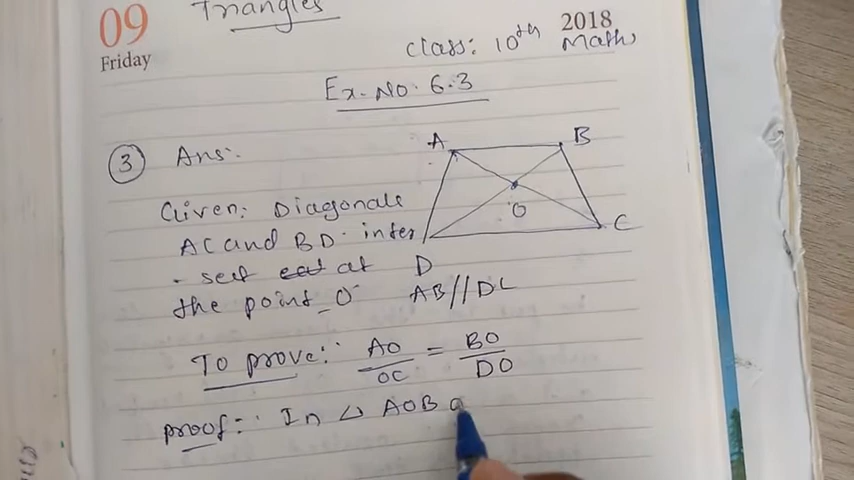 09
Friday
2018
Triangles
Class: 10th Maths
Ex. No. 6.3
3 Ans:
A B
O
C
D
Given: Diagonals
AC and BD inter
- sect at
the point O
AB//DC
To prove: AO/OC = BO/DO
Proof: In △ AOB